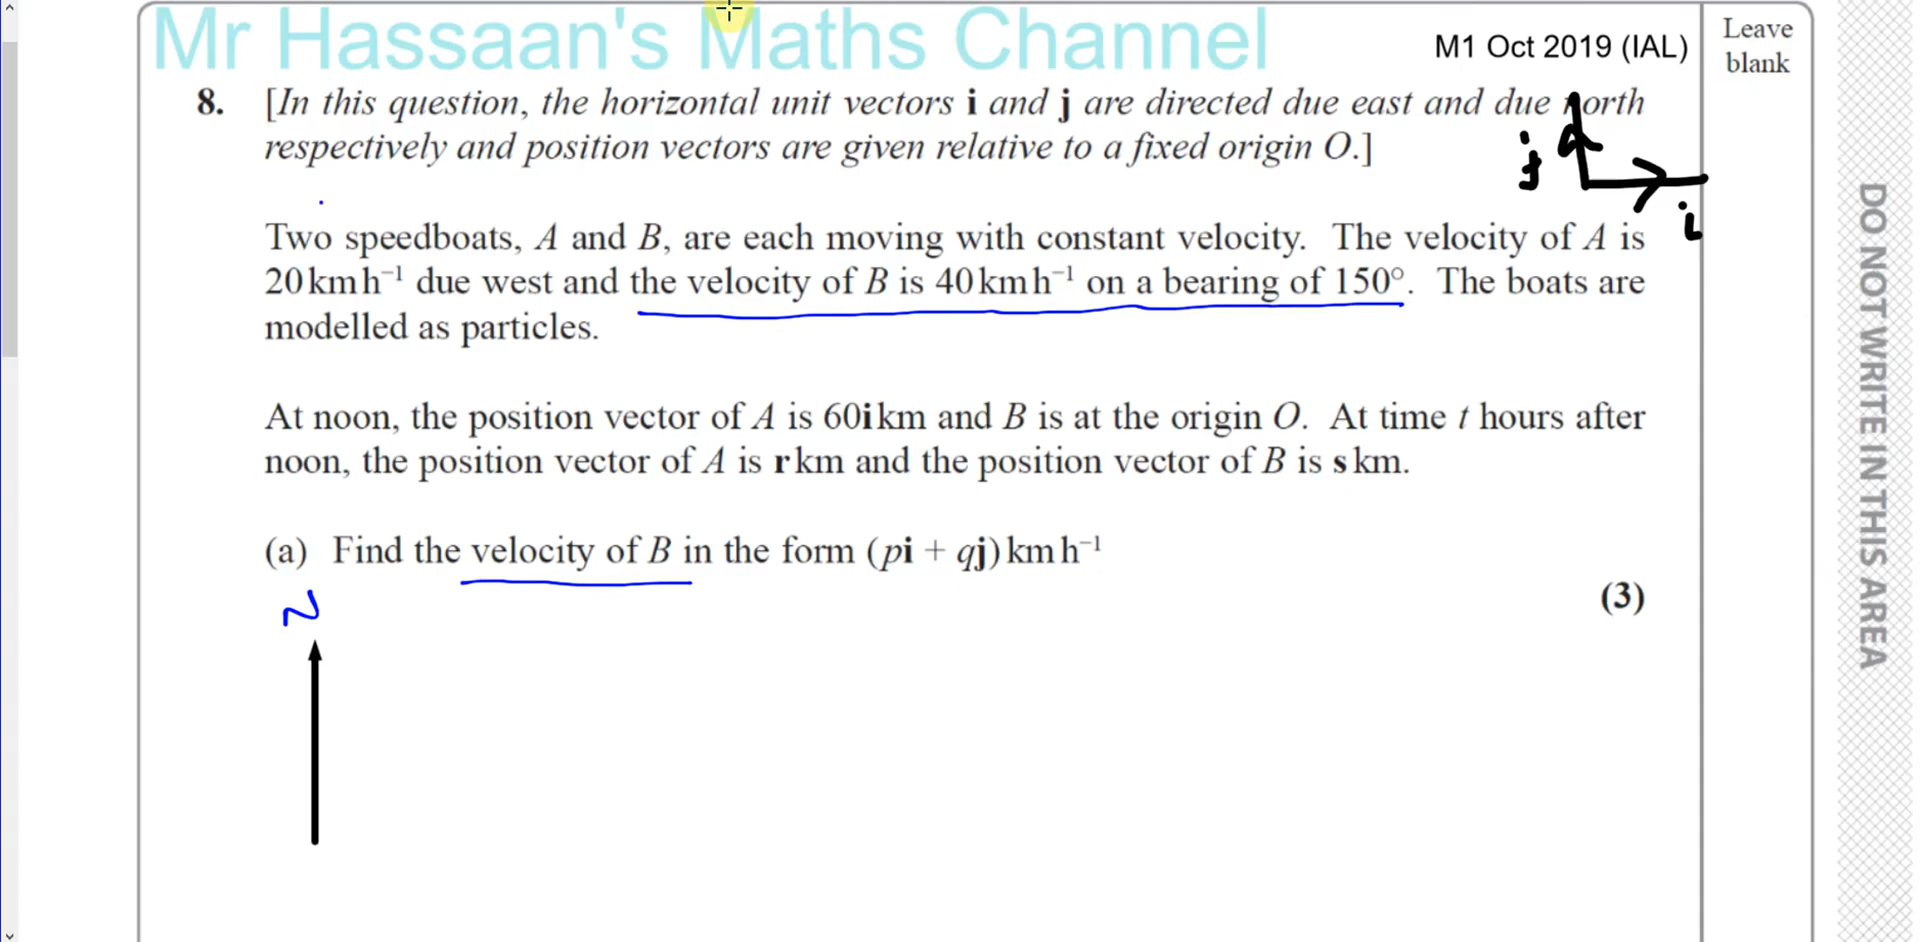 Mr Hassaan's Maths Channel
M1 Oct 2019 (IAL)
Leave
blank
8. [In this question, the horizontal unit vectors i and j are directed due east and due north
respectively and position vectors are given relative to a fixed origin O.]
j
i
Two speedboats, A and B, are each moving with constant velocity. The velocity of A is
20 km h⁻¹ due west and the velocity of B is 40 km h⁻¹ on a bearing of 150°. The boats are
modelled as particles.
At noon, the position vector of A is 60i km and B is at the origin O. At time t hours after
noon, the position vector of A is r km and the position vector of B is s km.
(a) Find the velocity of B in the form (pi + qj) km h⁻¹
(3)
N
DO NOT WRITE IN THIS AREA